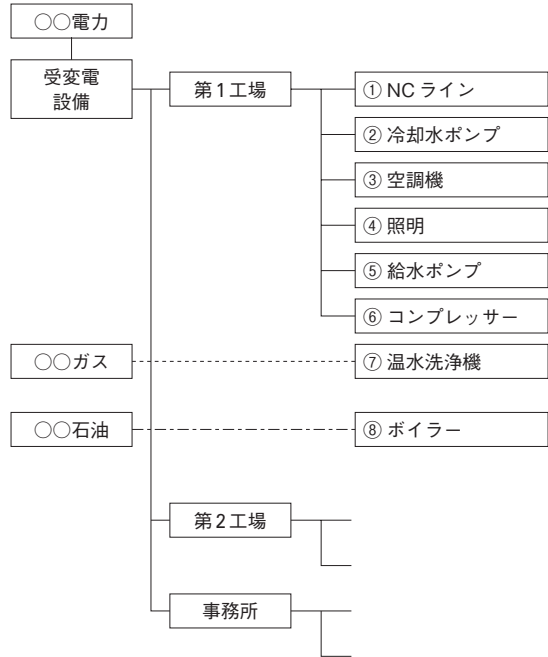 ○○電力
受変電
設備
第1工場
① NC ライン
② 冷却水ポンプ
③ 空調機
④ 照明
⑤ 給水ポンプ
⑥ コンプレッサー
○○ガス
⑦ 温水洗浄機
○○石油
⑧ ボイラー
第2工場
事務所